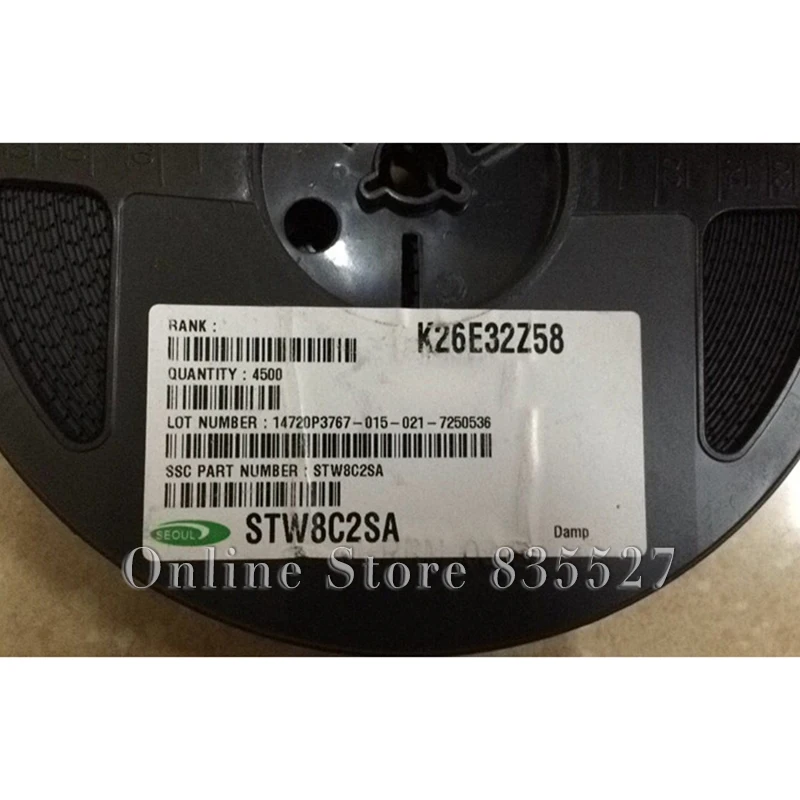 RANK :
K26E32Z58
QUANTITY : 4500
LOT NUMBER : 14720P3767-015-021-7250536
SSC PART NUMBER : STW8C2SA
SEOUL
STW8C2SA
Damp
Online Store 835527